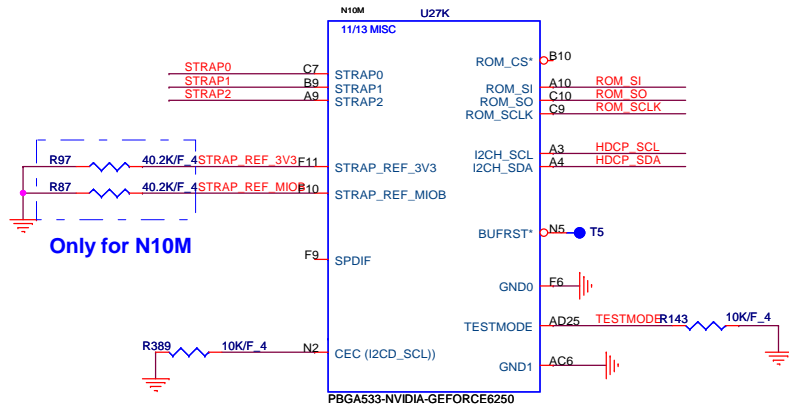 N10M
U27K
11/13 MISC
B10
ROM_CS*
STRAP0 C7 STRAP0
STRAP1 B9 STRAP1
STRAP2 A9 STRAP2
ROM_SI A10 ROM_SI
ROM_SO C10 ROM_SO
ROM_SCLK C9 ROM_SCLK
I2CH_SCL A3 HDCP_SCL
I2CH_SDA A4 HDCP_SDA
R97 40.2K/F_4 STRAP_REF_3V3 F11 STRAP_REF_3V3
R87 40.2K/F_4 STRAP_REF_MIOB F10 STRAP_REF_MIOB
Only for N10M
BUFRST* N5 T5
F9 SPDIF
GND0 F6
TESTMODE AD25 TESTMODE R143 10K/F_4
R389 10K/F_4 N2 CEC (I2CD_SCL))
GND1 AC6
PBGA533-NVIDIA-GEFORCE6250